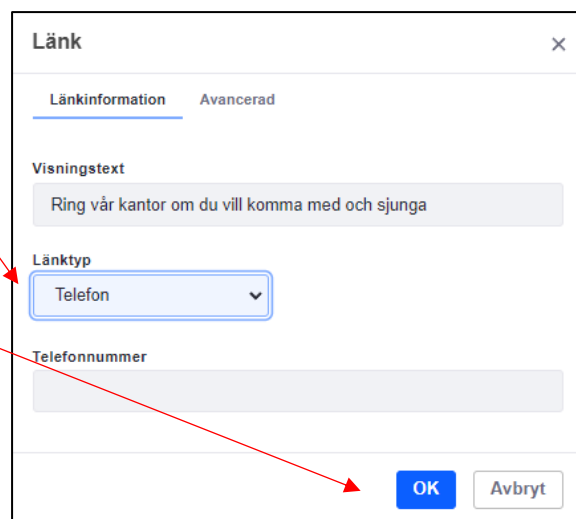 Länk
Länkinformation Avancerad
Visningstext
Ring vår kantor om du vill komma med och sjunga
Länktyp
Telefon
Telefonnummer
OK Avbryt